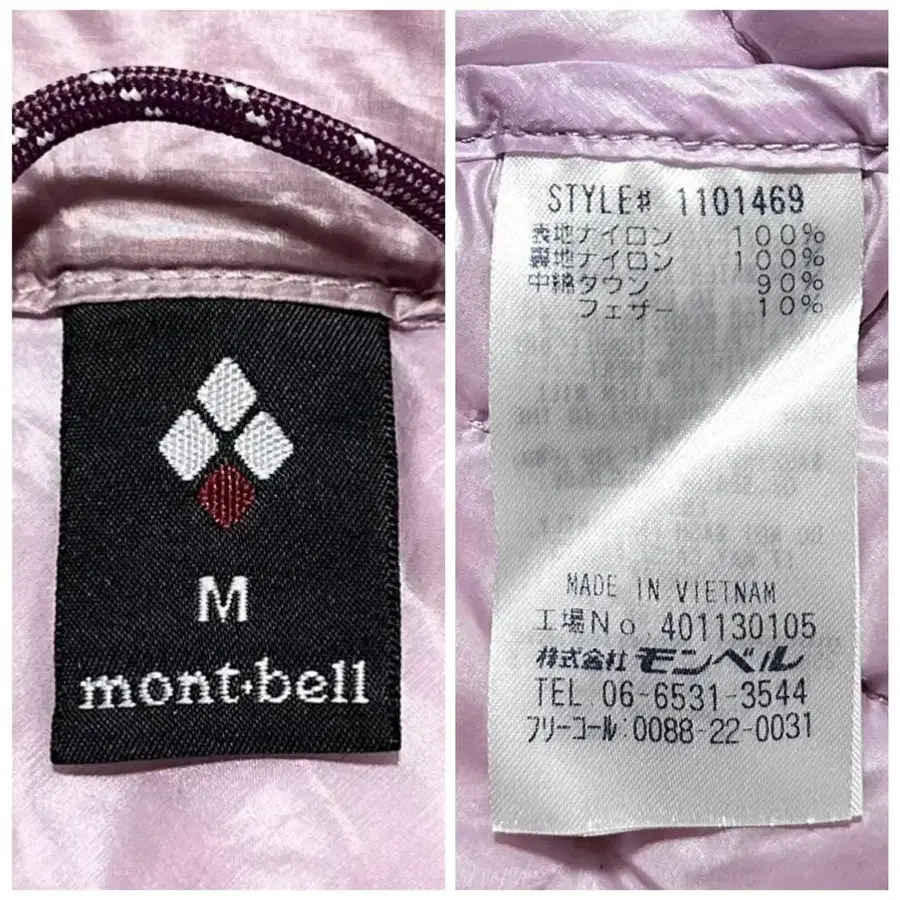 M
mont-bell
STYLE# 1101469
表地ナイロン 100%
裏地ナイロン 100%
中綿ダウン 90%
フェザー 10%
MADE IN VIETNAM
工場No. 401130105
株式会社 モンベル
TEL 06-6531-3544
フリーコール:0088-22-0031